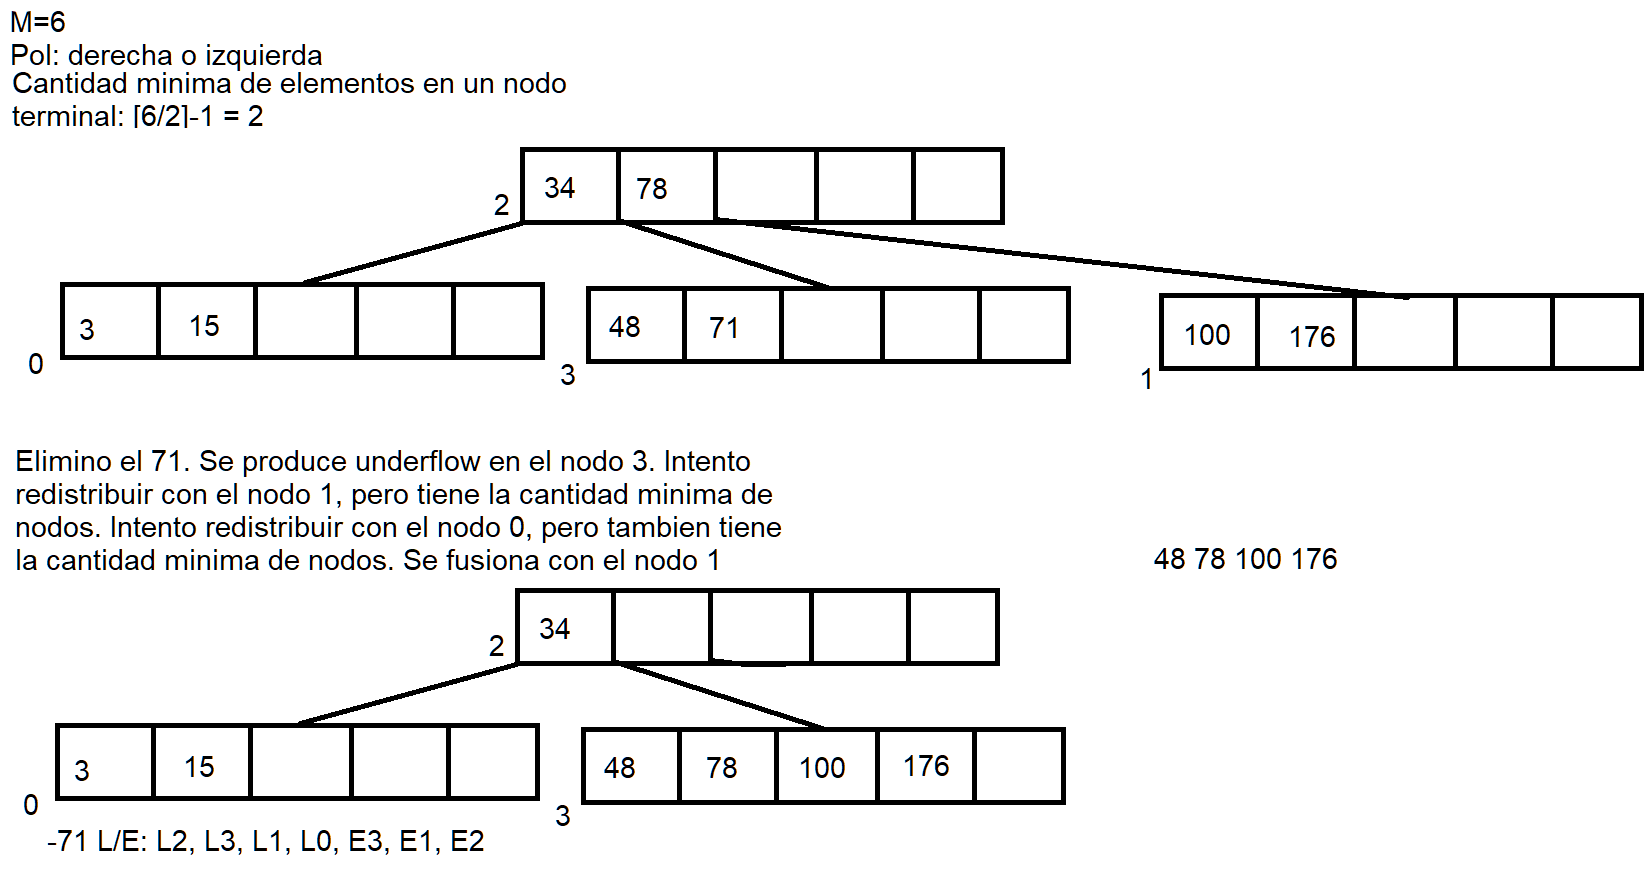 M=6
Pol: derecha o izquierda
Cantidad minima de elementos en un nodo
terminal: ⌈6/2⌉-1 = 2
2 34 78
0 3 15
3 48 71
1 100 176
Elimino el 71. Se produce underflow en el nodo 3. Intento
redistribuir con el nodo 1, pero tiene la cantidad minima de
nodos. Intento redistribuir con el nodo 0, pero tambien tiene
la cantidad minima de nodos. Se fusiona con el nodo 1
48 78 100 176
2 34
0 3 15
3 48 78 100 176
-71 L/E: L2, L3, L1, L0, E3, E1, E2